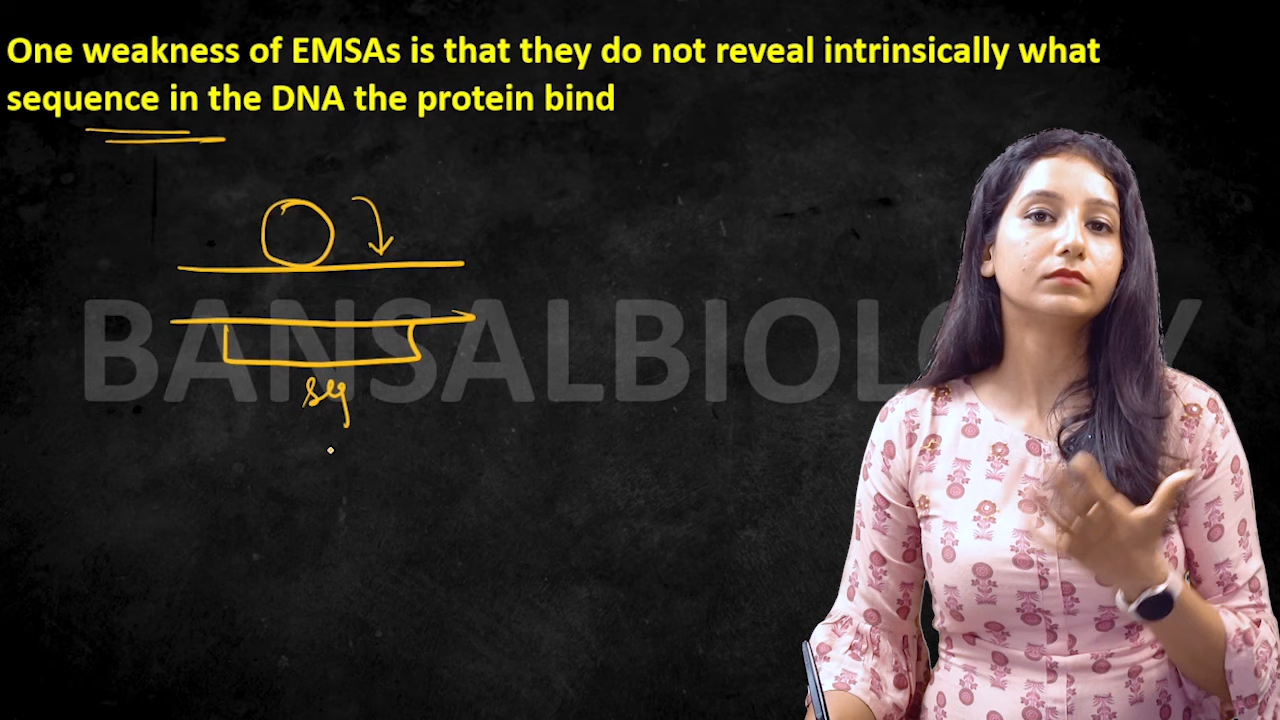 One weakness of EMSAs is that they do not reveal intrinsically what
sequence in the DNA the protein bind
BANSALBIOLOGY
seq